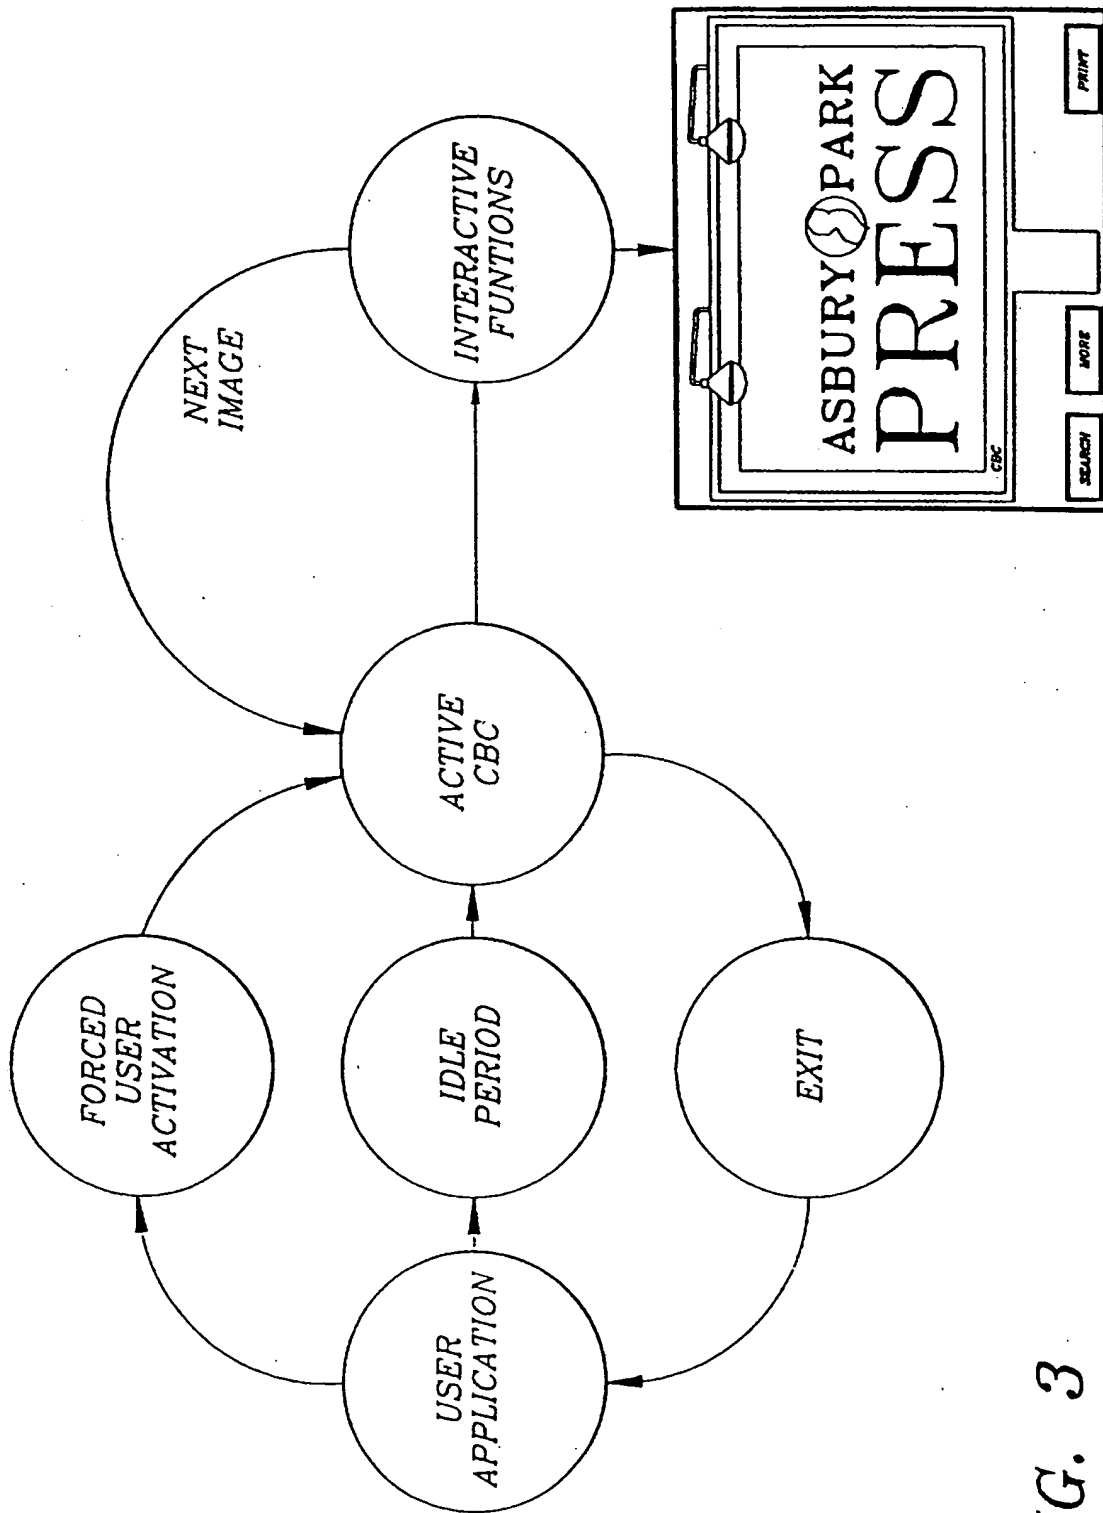 FORCED
USER
ACTIVATION
NEXT
IMAGE
USER
APPLICATION
IDLE
PERIOD
ACTIVE
CBC
INTERACTIVE
FUNTIONS
EXIT
ASBURY PARK
PRESS
CBC
SEARCH
MORE
PRINT
G. 3